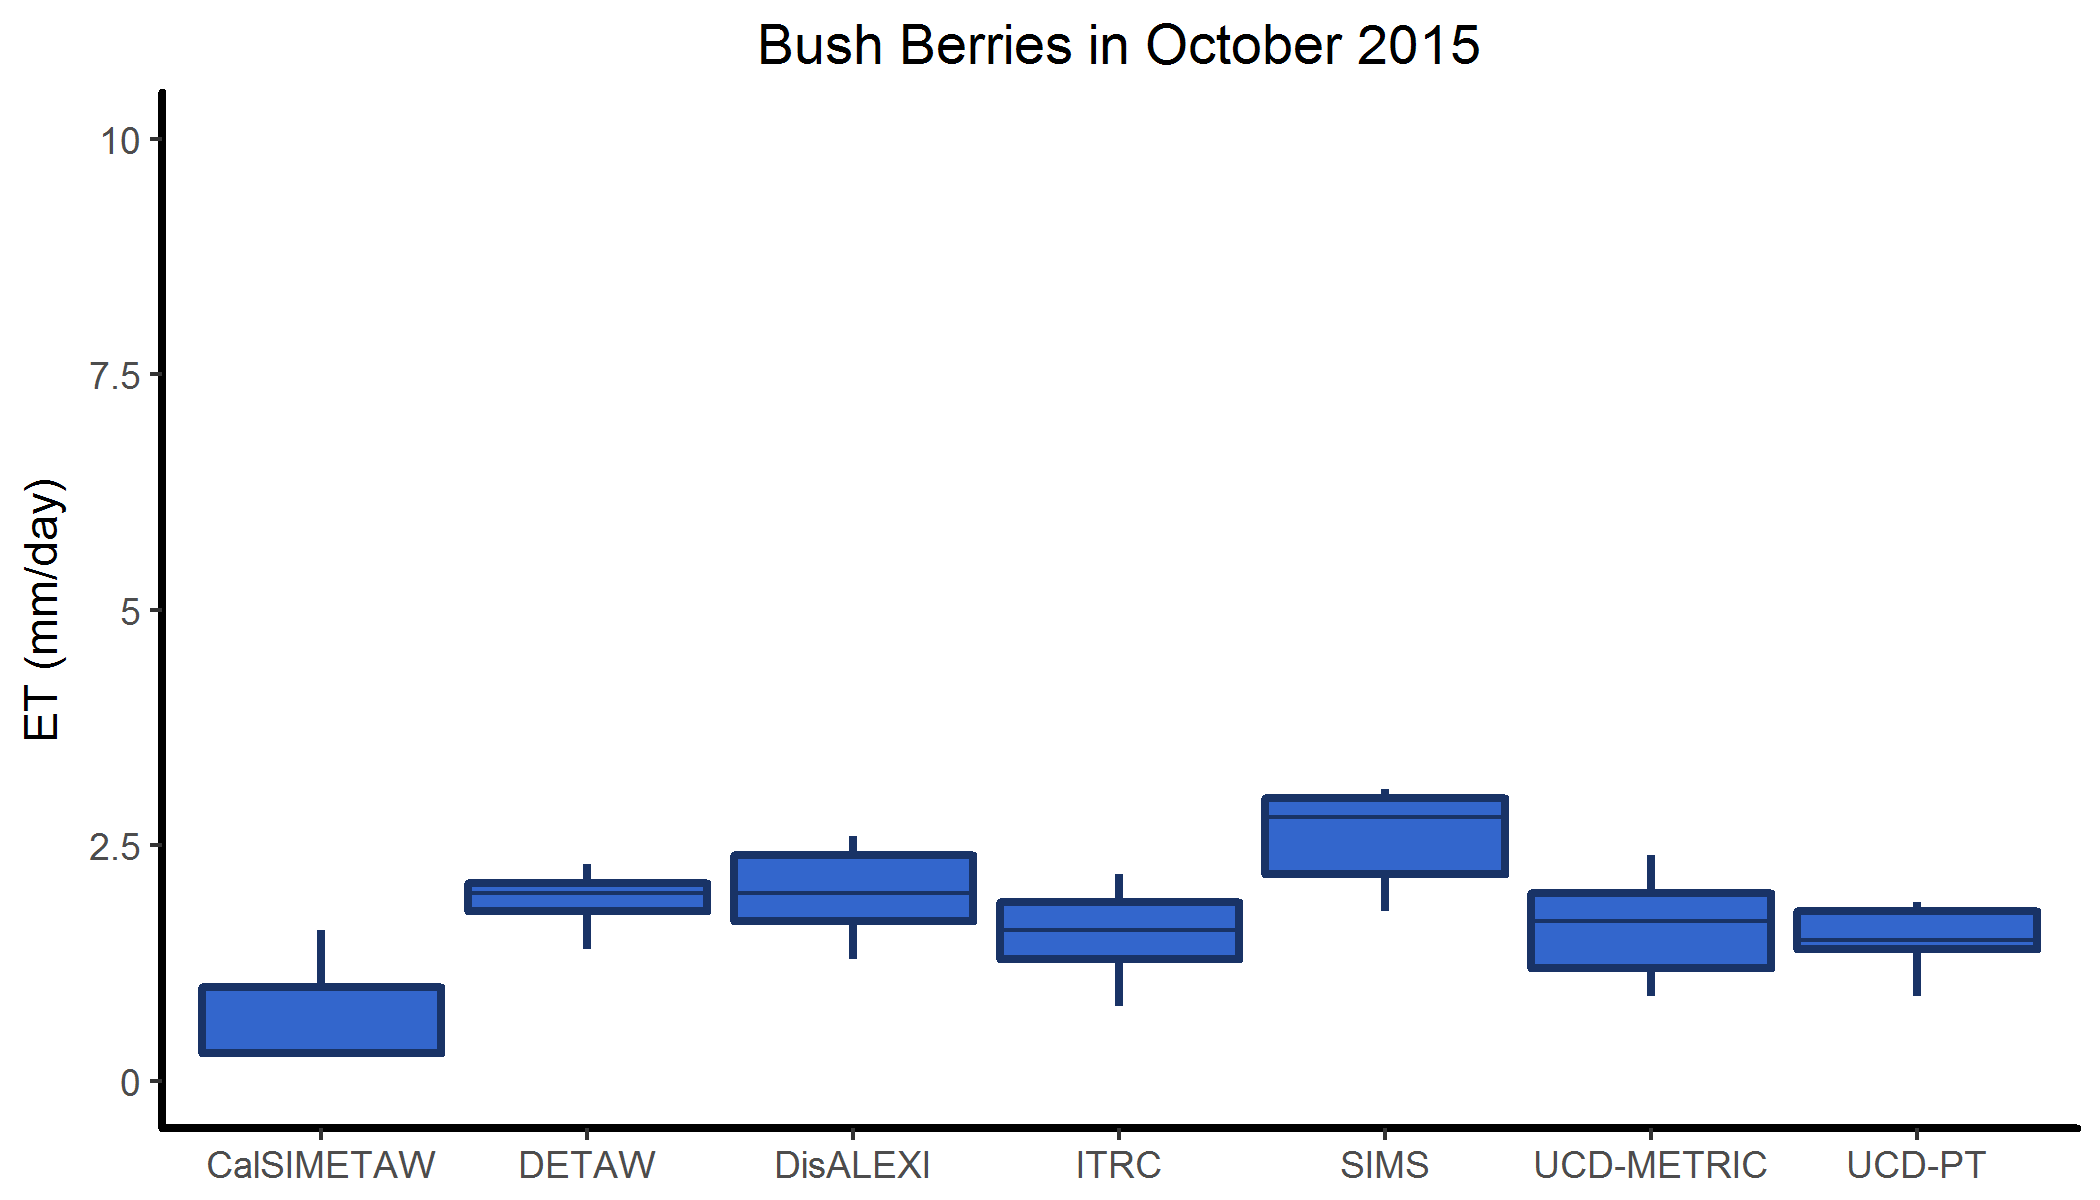 Bush Berries in October 2015
ET (mm/day)
10
7.5
5
2.5
0
CalSIMETAW DETAW DisALEXI ITRC SIMS UCD-METRIC UCD-PT